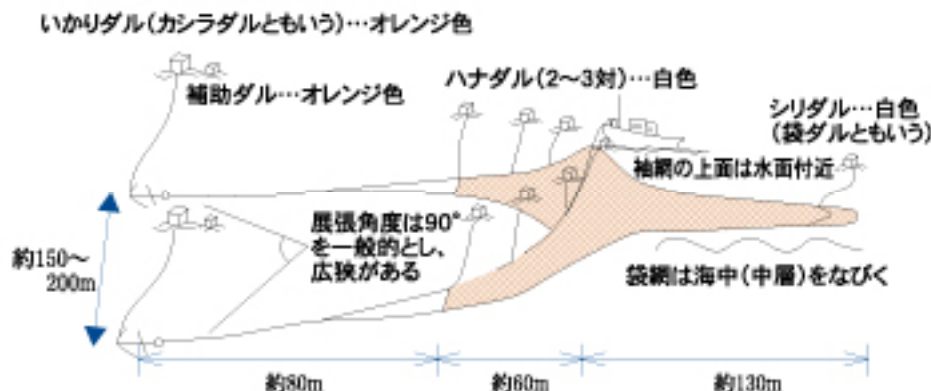 いかりダル(カシラダルともいう)…オレンジ色
補助ダル…オレンジ色
ハナダル(2〜3対)…白色
シリダル…白色
(袋ダルともいう)
袖網の上面は水面付近
展張角度は90°
を一般的とし、
広狭がある
約150〜
200m
袋網は海中(中層)をなびく
約80m
約60m
約130m